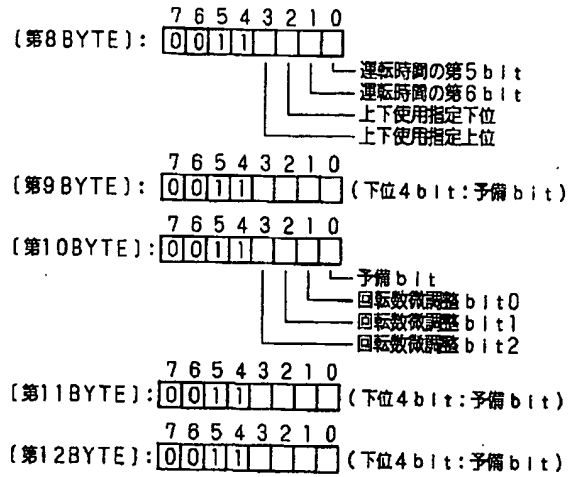 7 6 5 4 3 2 1 0
[第8BYTE]: 0 0 1 1
運転時間の第5bit
運転時間の第6bit
上下使用指定下位
上下使用指定上位
7 6 5 4 3 2 1 0
[第9BYTE]: 0 0 1 1 (下位4bit:予備bit)
7 6 5 4 3 2 1 0
[第10BYTE]: 0 0 1 1
予備bit
回転数微調整bit0
回転数微調整bit1
回転数微調整bit2
7 6 5 4 3 2 1 0
[第11BYTE]: 0 0 1 1 (下位4bit:予備bit)
7 6 5 4 3 2 1 0
[第12BYTE]: 0 0 1 1 (下位4bit:予備bit)